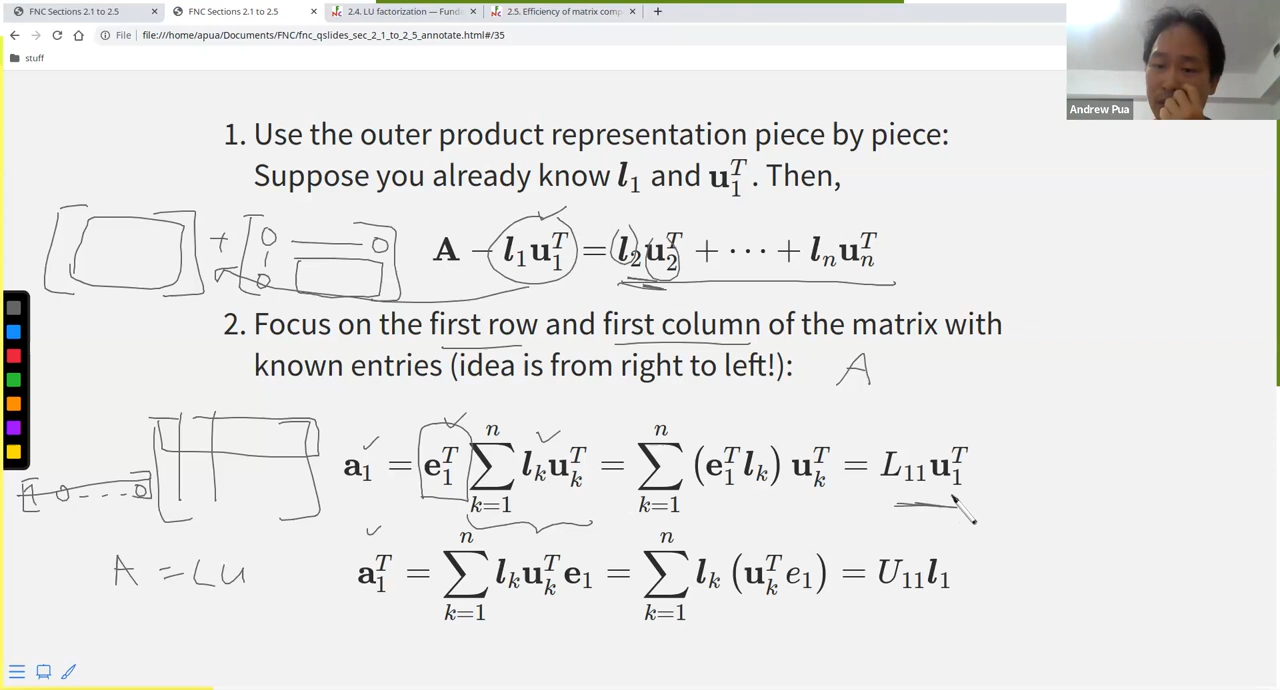 FNC Sections 2.1 to 2.5 × FNC Sections 2.1 to 2.5 × 2.4. LU factorization — Fund × 2.5. Efficiency of matrix comp × +
File | file:///home/apua/Documents/FNC/fnc_qslides_sec_2_1_to_2_5_annotate.html#/35
stuff
Andrew Pua
1. Use the outer product representation piece by piece:
Suppose you already know l₁ and u₁ᵀ. Then,
A − l₁u₁ᵀ = l₂u₂ᵀ + ⋯ + lₙuₙᵀ
2. Focus on the first row and first column of the matrix with
known entries (idea is from right to left!):
A
a₁ = e₁ᵀ ∑ₖ₌₁ⁿ lₖuₖᵀ = ∑ₖ₌₁ⁿ (e₁ᵀlₖ) uₖᵀ = L₁₁u₁ᵀ
a₁ᵀ = ∑ₖ₌₁ⁿ lₖuₖᵀe₁ = ∑ₖ₌₁ⁿ lₖ (uₖᵀe₁) = U₁₁l₁
A = LU